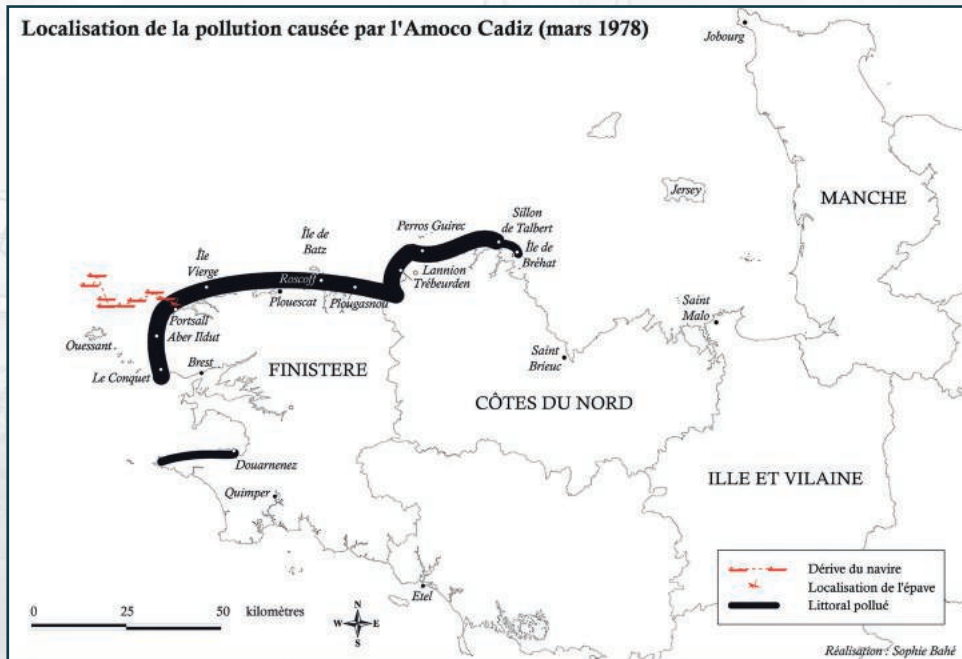 Localisation de la pollution causée par l'Amoco Cadiz (mars 1978)
Jobourg
Jersey
MANCHE
Sillon
de Talbert
Perros Guirec
Île de
Bréhat
Île de
Batz
Île
Vierge
Lannion
Trébeurden
Roscoff
Plouescat
Plougasnou
Portsall
Aber Ildut
Ouessant
Le Conquet
Brest
FINISTERE
Saint
Malo
Saint
Brieuc
CÔTES DU NORD
Douarnenez
Quimper
ILLE ET VILAINE
Etel
Dérive du navire
Localisation de l'épave
Littoral pollué
0 25 50 kilomètres
N
W E
S
Réalisation : Sophie Bahé